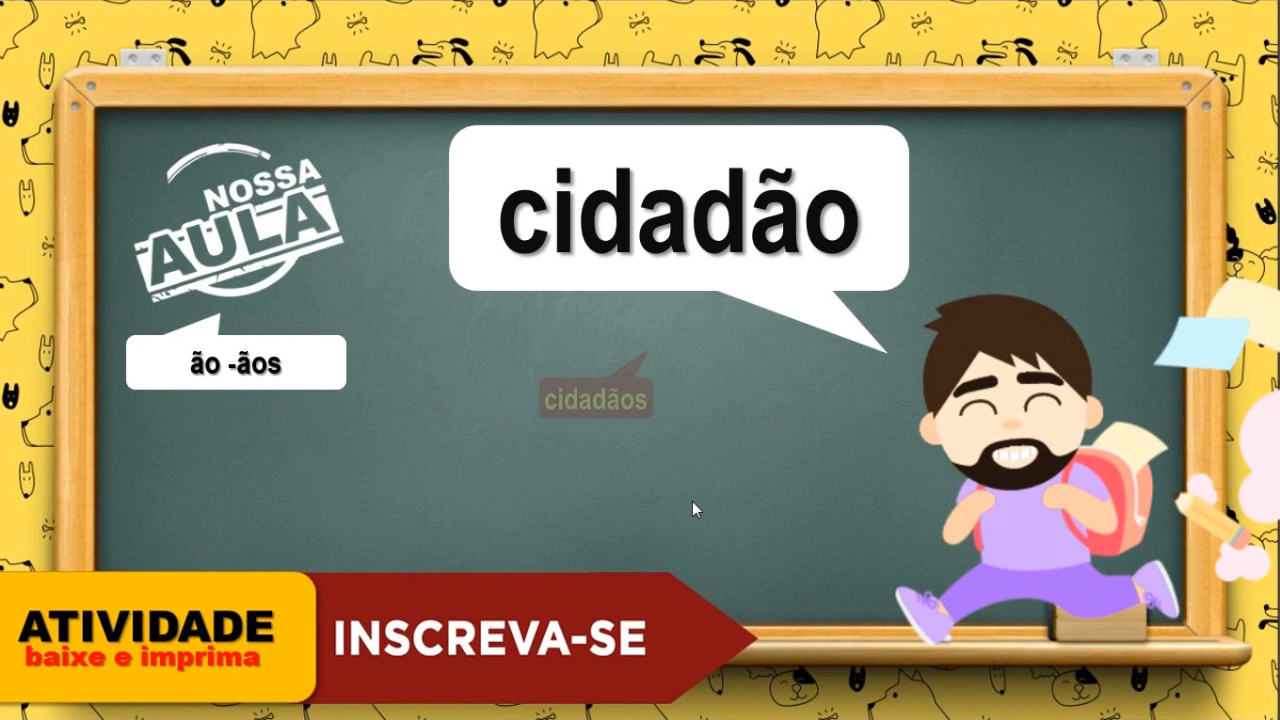 NOSSA
AULA
cidadão
ão -ãos
cidadãos
ATIVIDADE
baixe e imprima
INSCREVA-SE